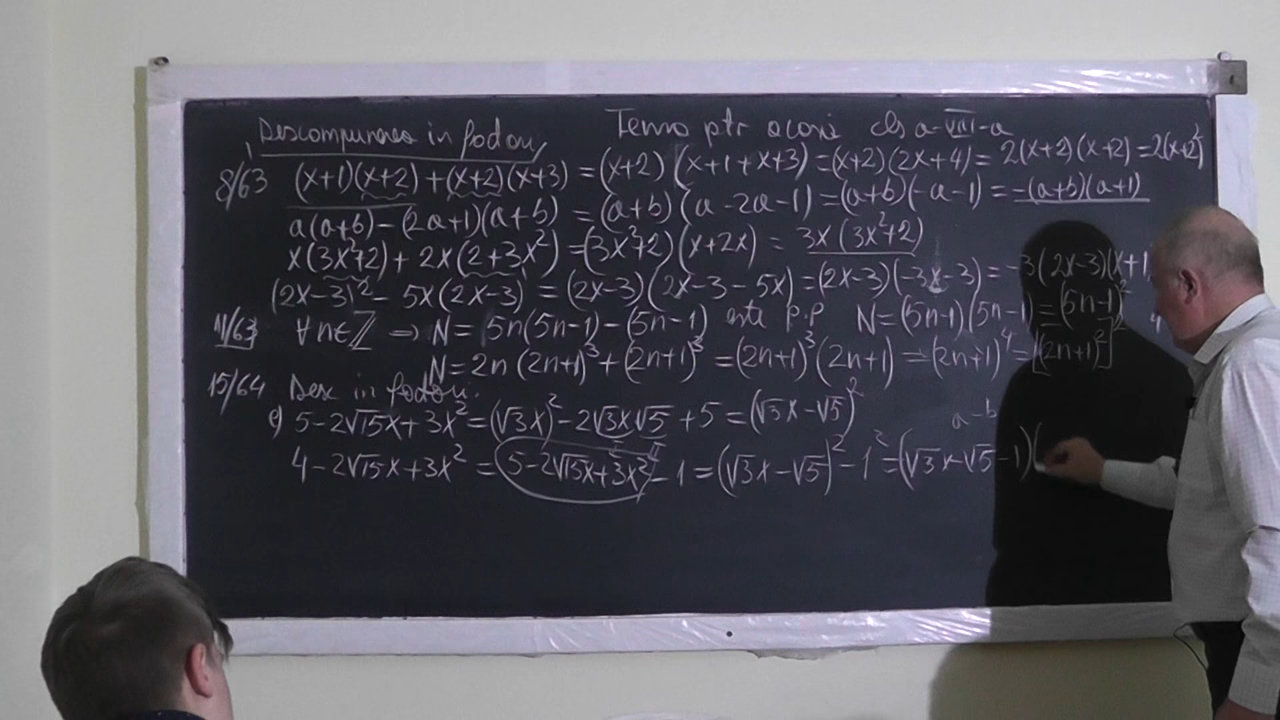 Descompunerea in factori Tema ptr acasă cls a-VIII-a
8/63 (x+1)(x+2)+(x+2)(x+3) = (x+2)(x+1+x+3) = (x+2)(2x+4) = 2(x+2)(x+2) = 2(x+2)²
a(a+b)-(2a+1)(a+b) = (a+b)(a-2a-1) = (a+b)(-a-1) = -(a+b)(a+1)
x(3x²+2)+2x(2+3x²) = (3x²+2)(x+2x) = 3x(3x²+2)
(2x-3)²-5x(2x-3) = (2x-3)(2x-3-5x) = (2x-3)(-3x-3) = -3(2x-3)(x+1)
11/63 ∀n∈ℤ ⇒ N = 5n(5n-1)-(5n-1) este p.p N = (5n-1)(5n-1) = (5n-1)²
N = 2n(2n+1)³+(2n+1)³ = (2n+1)³(2n+1) = (2n+1)⁴ = [(2n+1)²]
15/64 Desc in factori.
e) 5-2√15x+3x² = (√3x)²-2√3x√5+5 = (√3x-√5)² a-b
4-2√15x+3x² = 5-2√15x+3x²-1 = (√3x-√5)²-1² = (√3x-√5-1)(